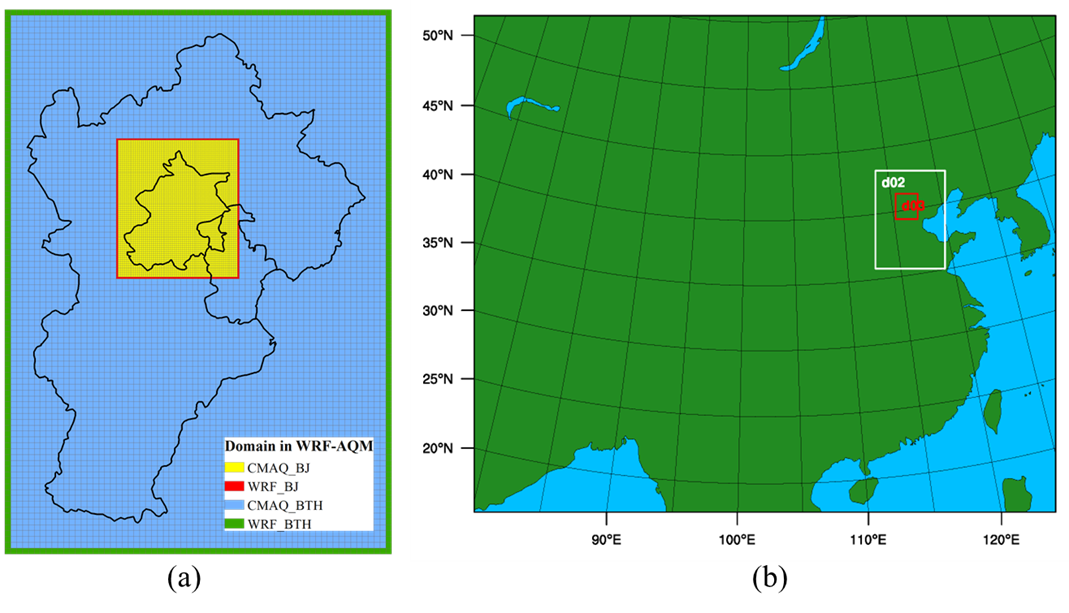 Domain in WRF-AQM
CMAQ_BJ
WRF_BJ
CMAQ_BTH
WRF_BTH
(a)
50°N
45°N
40°N
35°N
30°N
25°N
20°N
d02
d03
90°E
100°E
110°E
120°E
(b)